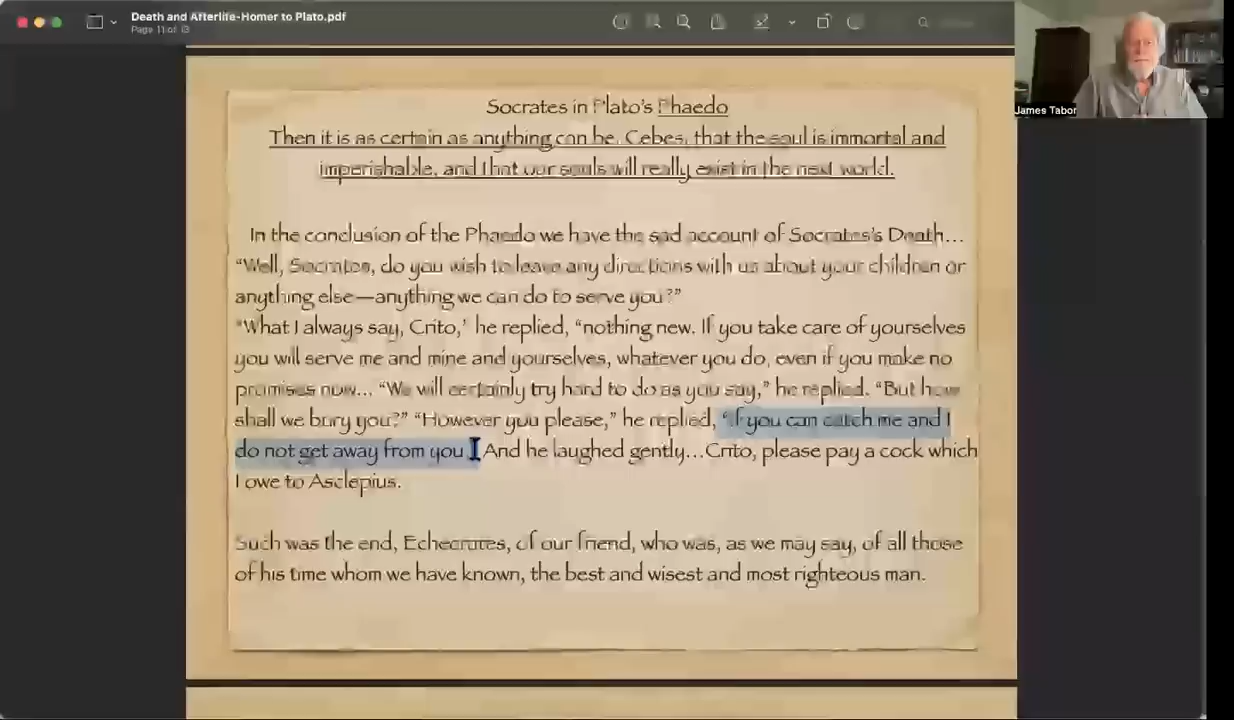 Death and Afterlife-Homer to Plato.pdf
Page 11 of 13
James Tabor
Socrates in Plato's Phaedo
Then it is as certain as anything can be, Cebes, that the soul is immortal and
imperishable, and that our souls will really exist in the next world.
In the conclusion of the Phaedo we have the sad account of Socrates's Death...
"Well, Socrates, do you wish to leave any directions with us about your children or
anything else—anything we can do to serve you?"
"What I always say, Crito,' he replied, "nothing new. If you take care of yourselves
you will serve me and mine and yourselves, whatever you do, even if you make no
promises now... "We will certainly try hard to do as you say," he replied. "But how
shall we bury you?" "However you please," he replied, "If you can catch me and I
do not get away from you And he laughed gently...Crito, please pay a cock which
I owe to Asclepius.
Such was the end, Echecrates, of our friend, who was, as we may say, of all those
of his time whom we have known, the best and wisest and most righteous man.